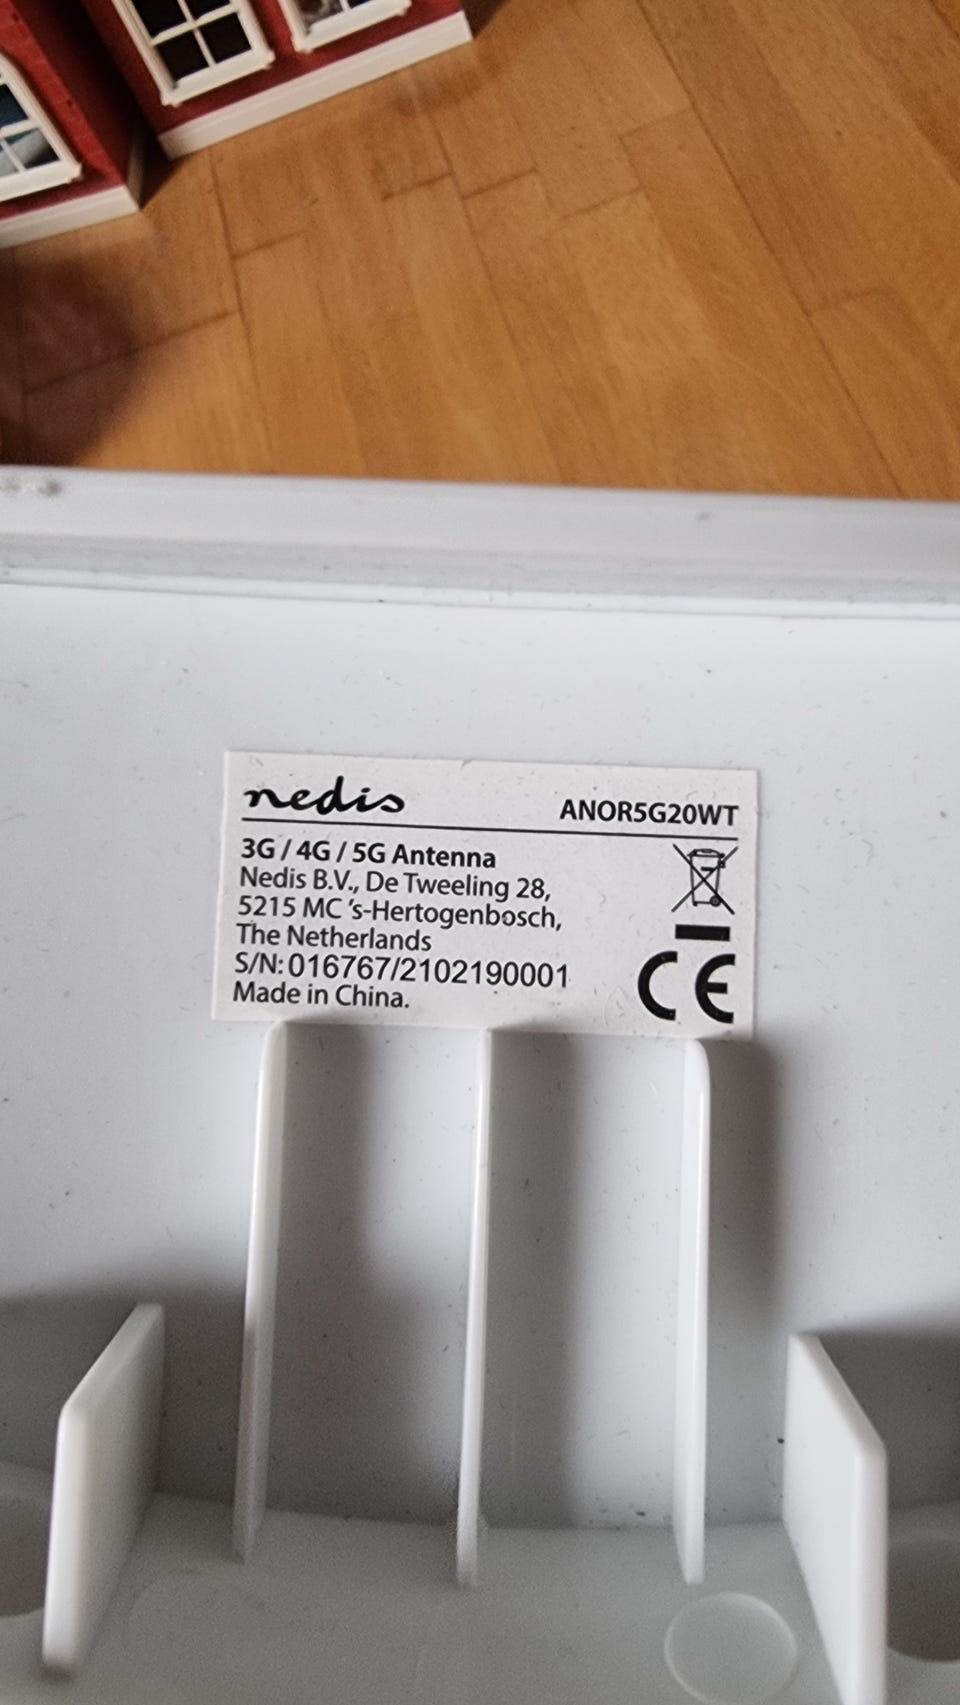 nedis ANOR5G20WT
3G / 4G / 5G Antenna
Nedis B.V., De Tweeling 28,
5215 MC 's-Hertogenbosch,
The Netherlands
S/N: 016767/2102190001
Made in China.
CE